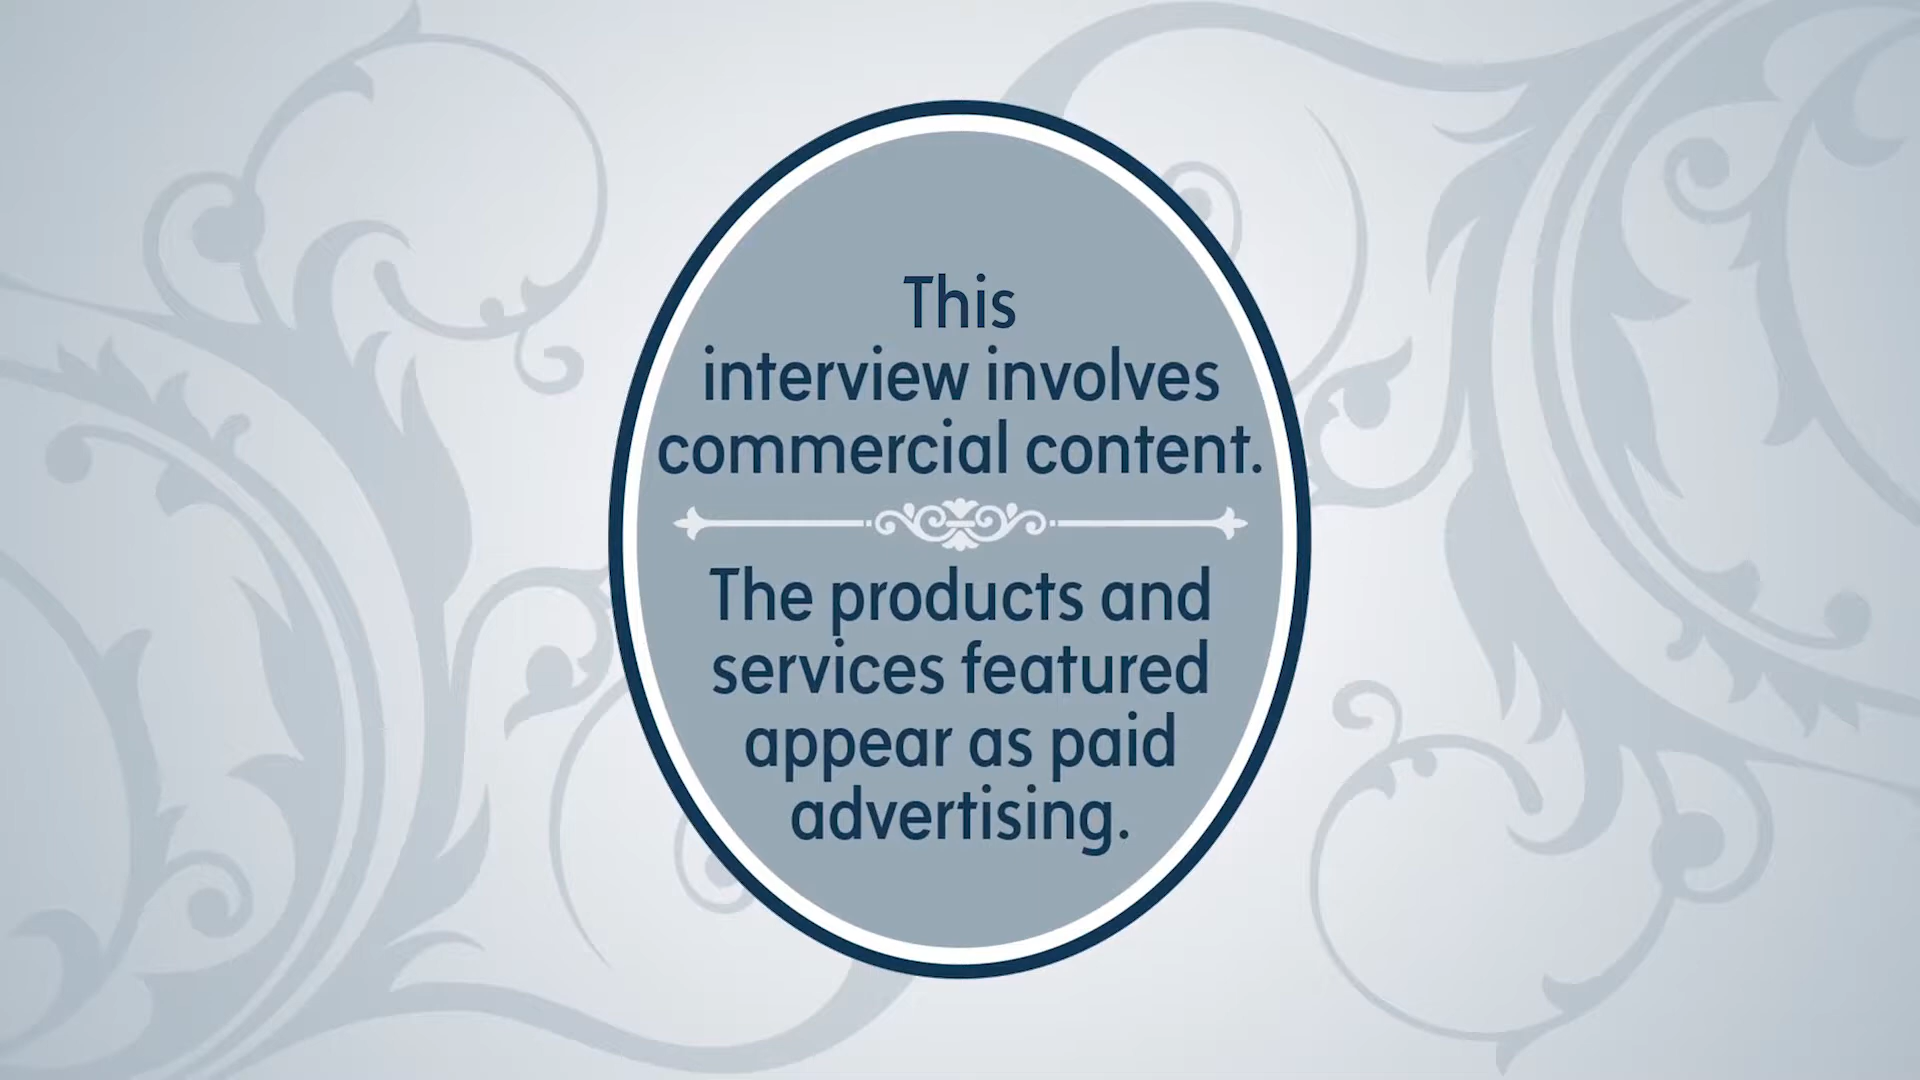 This
interview involves
commercial content.
The products and
services featured
appear as paid
advertising.